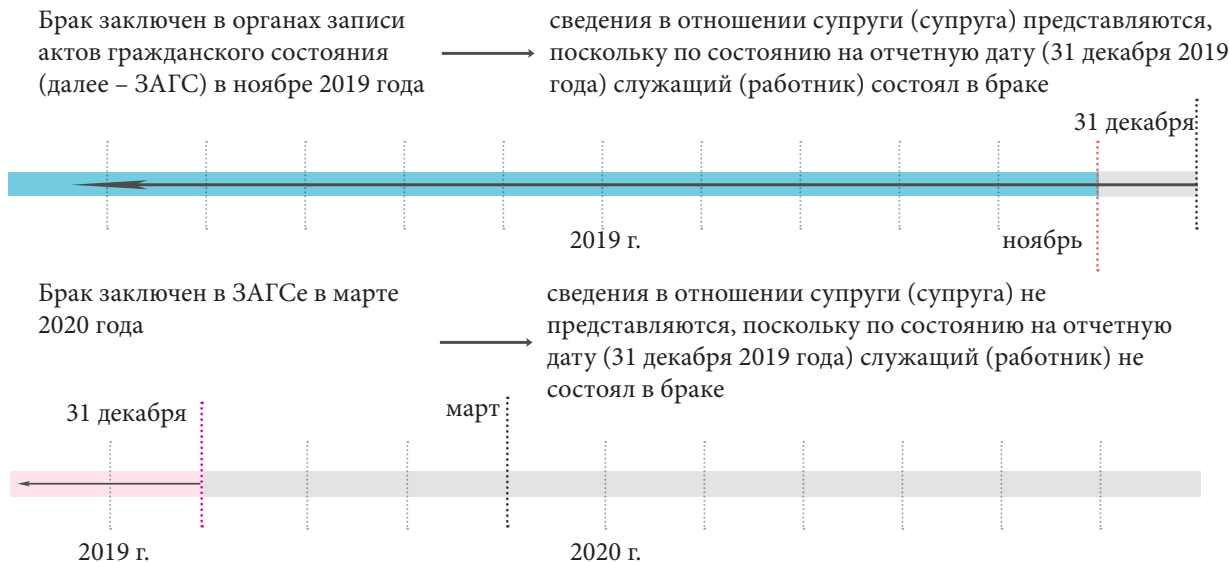 Брак заключен в органах записи
актов гражданского состояния
(далее – ЗАГС) в ноябре 2019 года
сведения в отношении супруги (супруга) представляются,
поскольку по состоянию на отчетную дату (31 декабря 2019
года) служащий (работник) состоял в браке
31 декабря
2019 г.
ноябрь
Брак заключен в ЗАГСе в марте
2020 года
сведения в отношении супруги (супруга) не
представляются, поскольку по состоянию на отчетную
дату (31 декабря 2019 года) служащий (работник) не
состоял в браке
31 декабря
март
2019 г.
2020 г.